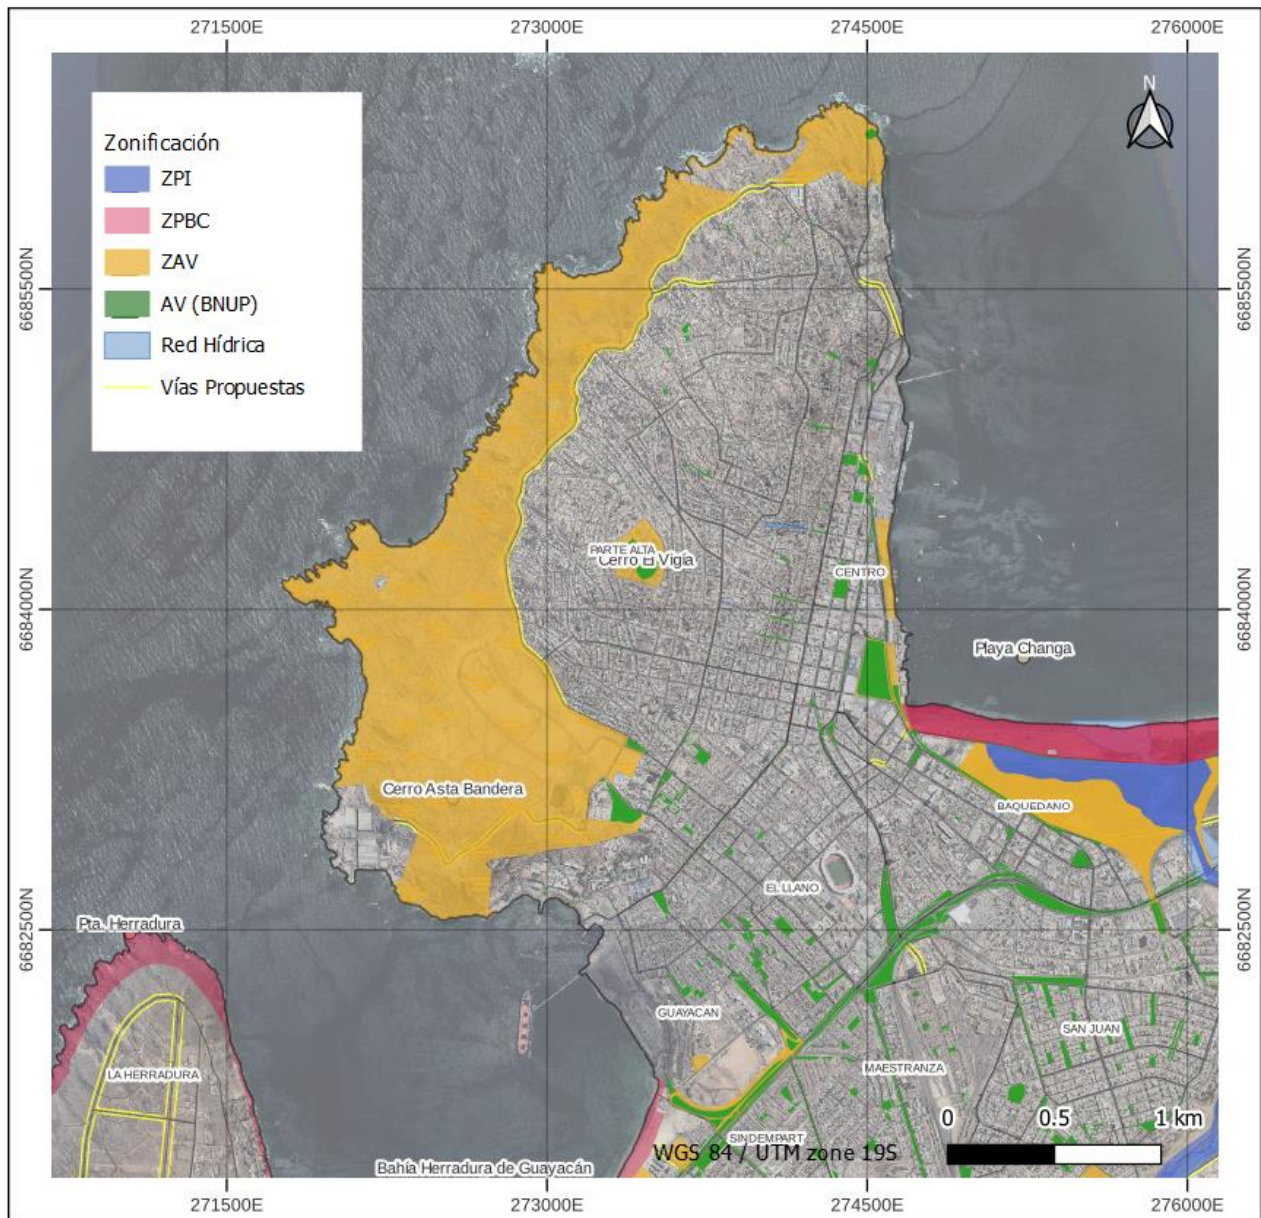 271500E 273000E 274500E 276000E
N
Zonificación
ZPI
ZPBC
ZAV
AV (BNUP)
Red Hídrica
Vías Propuestas
6685500N
6685500N
PARTE ALTA
Cerro El Vigía
CENTRO
6684000N
6684000N
Playa Changa
Cerro Asta Bandera
BAQUEDANO
EL LLANO
Pta. Herradura
6682500N
6682500N
GUAYACAN
SAN JUAN
LA HERRADURA
MAESTRANZA
0 0.5 1 km
SINDEMPART
WGS 84 / UTM zone 19S
Bahía Herradura de Guayacán
271500E 273000E 274500E 276000E